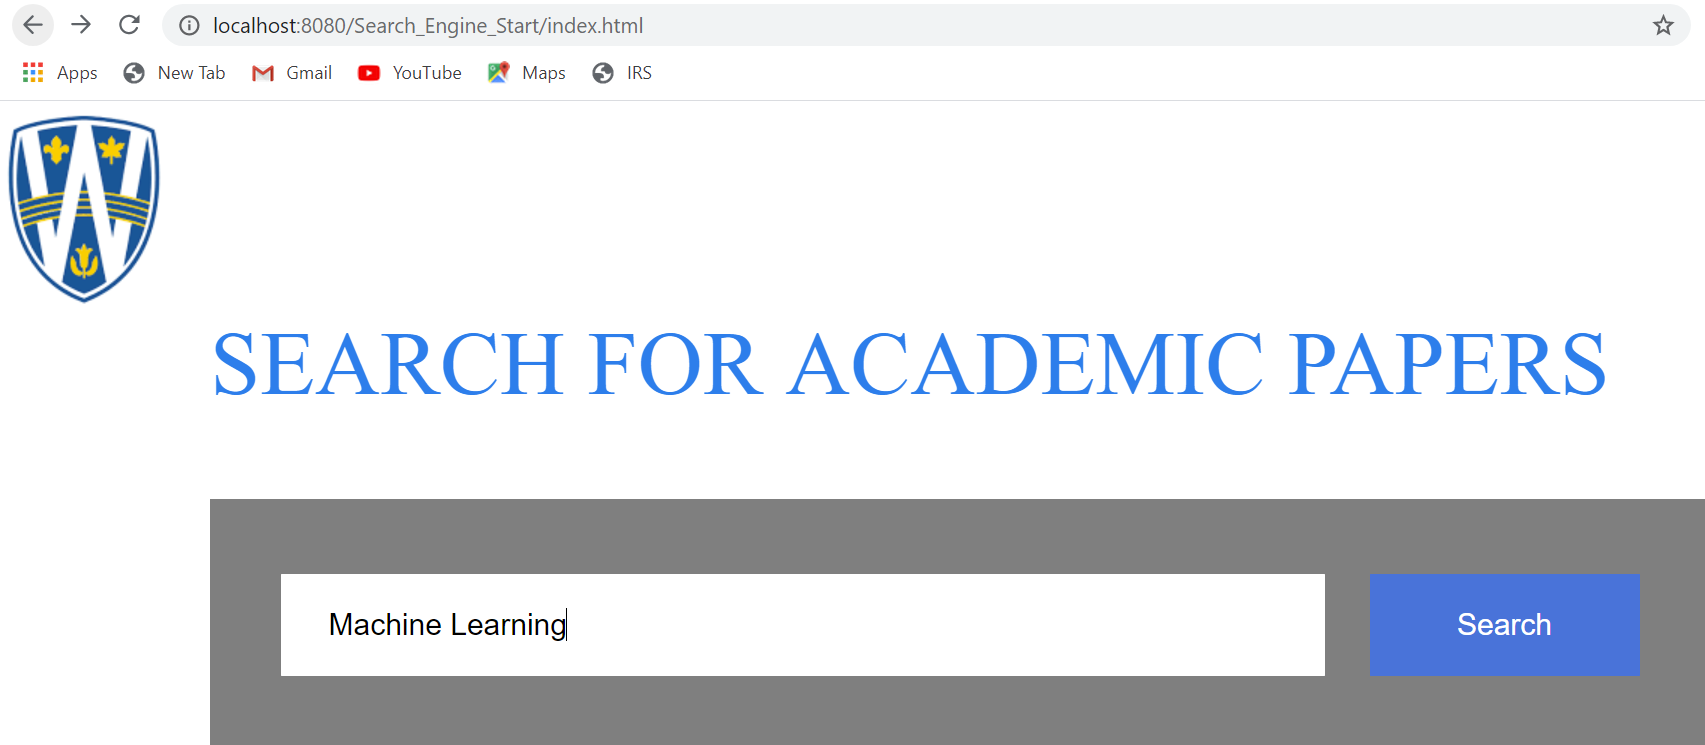 localhost:8080/Search_Engine_Start/index.html
Apps New Tab Gmail YouTube Maps IRS
SEARCH FOR ACADEMIC PAPERS
Machine Learning Search